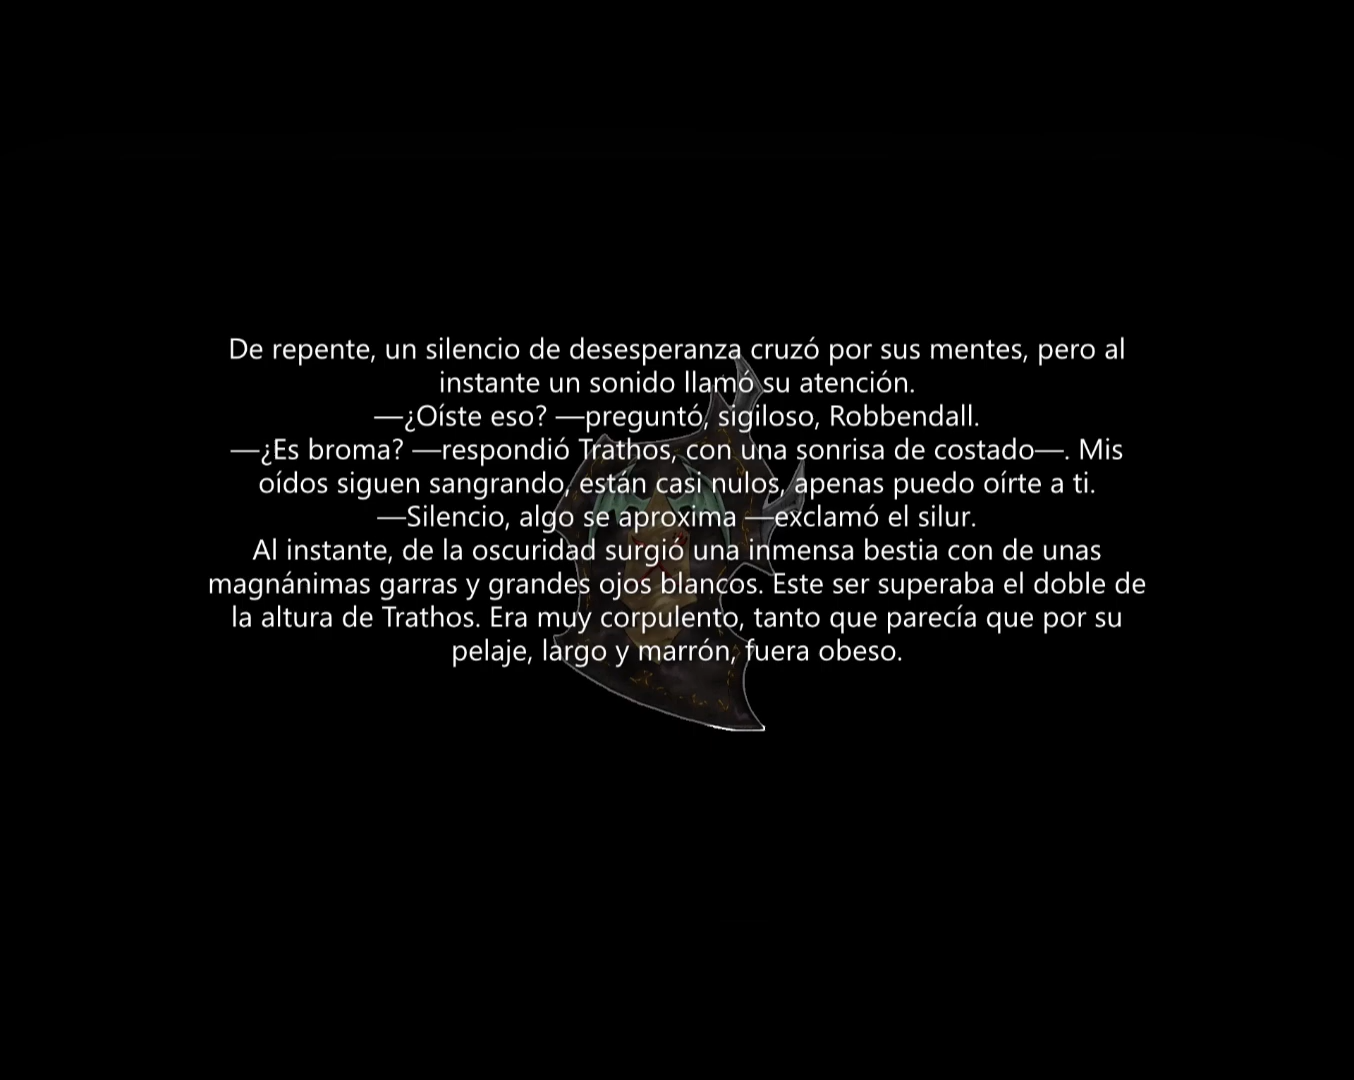 De repente, un silencio de desesperanza cruzó por sus mentes, pero al
instante un sonido llamó su atención.
—¿Oíste eso? —preguntó, sigiloso, Robbendall.
—¿Es broma? —respondió Trathos, con una sonrisa de costado—. Mis
oídos siguen sangrando, están casi nulos, apenas puedo oírte a ti.
—Silencio, algo se aproxima —exclamó el silur.
Al instante, de la oscuridad surgió una inmensa bestia con de unas
magnánimas garras y grandes ojos blancos. Este ser superaba el doble de
la altura de Trathos. Era muy corpulento, tanto que parecía que por su
pelaje, largo y marrón, fuera obeso.